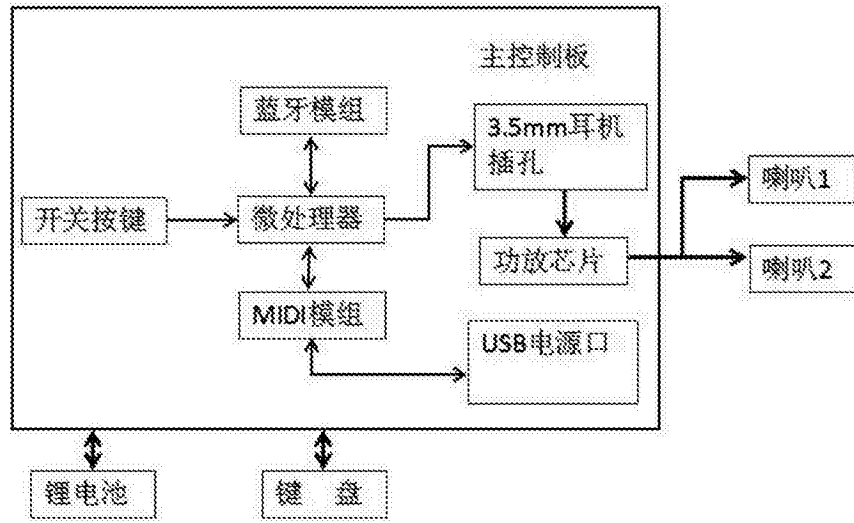 主控制板
蓝牙模组
3.5mm耳机
插孔
喇叭1
开关按键
微处理器
功放芯片
喇叭2
MIDI模组
USB电源口
锂电池
键 盘